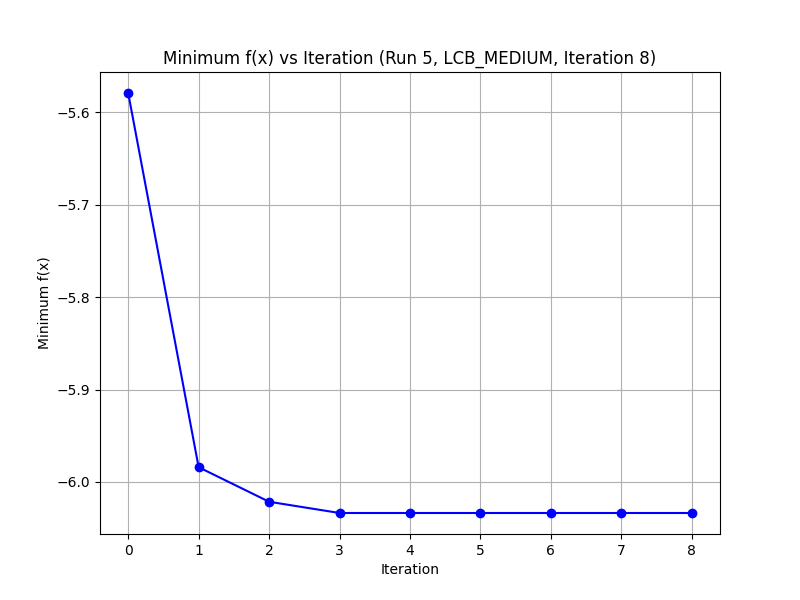 Minimum f(x) vs Iteration (Run 5, LCB_MEDIUM, Iteration 8)
−5.6
−5.7
−5.8
−5.9
−6.0
Minimum f(x)
0 1 2 3 4 5 6 7 8
Iteration